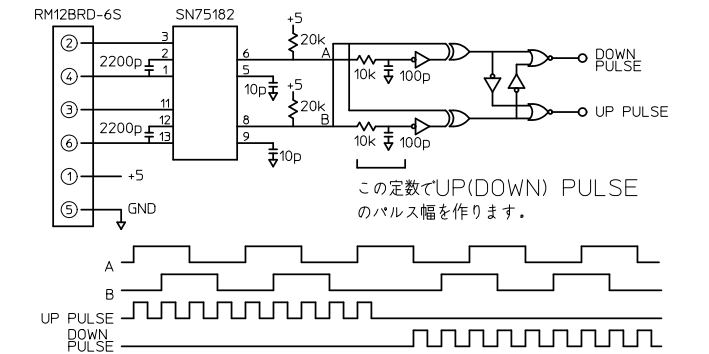 RM12BRD-6S
SN75182
+5
20k
A
DOWN
PULSE
2
3
6
2200p
2
4
1
5
10p
10k
100p
+5
20k
3
11
UP PULSE
2200p
12
8
B
6
13
9
10p
10k
100p
1
+5
5
GND
この定数でUP(DOWN) PULSE
のパルス幅を作ります.
A
B
UP PULSE
DOWN
PULSE